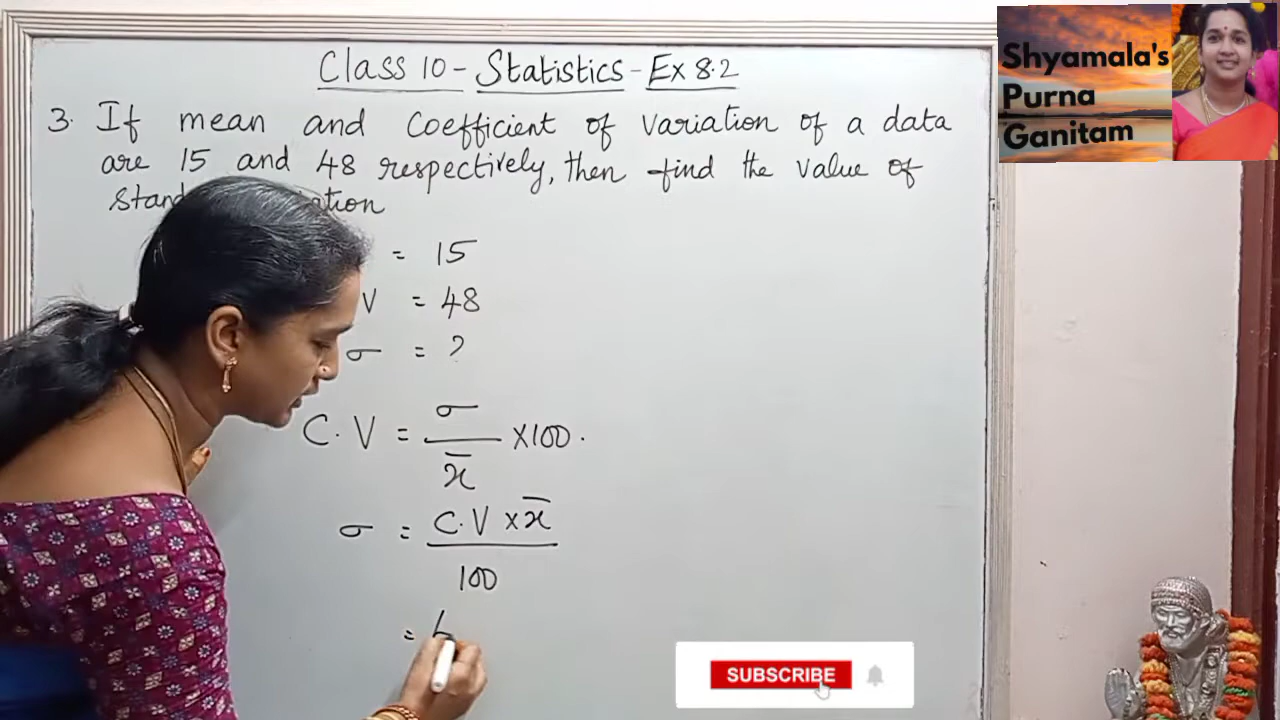 Class 10 - Statistics - Ex 8.2
3. If mean and Coefficient of Variation of a data
are 15 and 48 respectively, then find the value of
= 15
V = 48
σ = ?
C.V = σ/x̅ ×100.
σ = C.V × x̅ / 100
=
Shyamala's
Purna
Ganitam
SUBSCRIBE